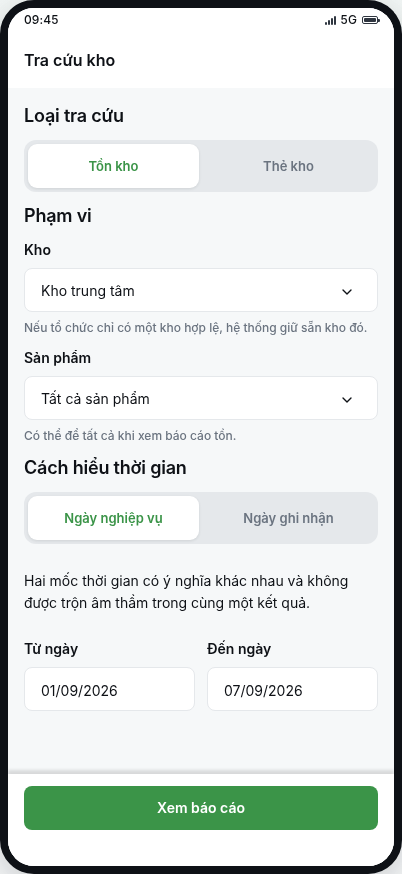 09:45
5G
Tra cứu kho
Loại tra cứu
Tồn kho
Thẻ kho
Phạm vi
Kho
Kho trung tâm
Nếu tổ chức chỉ có một kho hợp lệ, hệ thống giữ sẵn kho đó.
Sản phẩm
Tất cả sản phẩm
Có thể để tất cả khi xem báo cáo tồn.
Cách hiểu thời gian
Ngày nghiệp vụ
Ngày ghi nhận
Hai mốc thời gian có ý nghĩa khác nhau và không
được trộn âm thầm trong cùng một kết quả.
Từ ngày
Đến ngày
01/09/2026
07/09/2026
Xem báo cáo